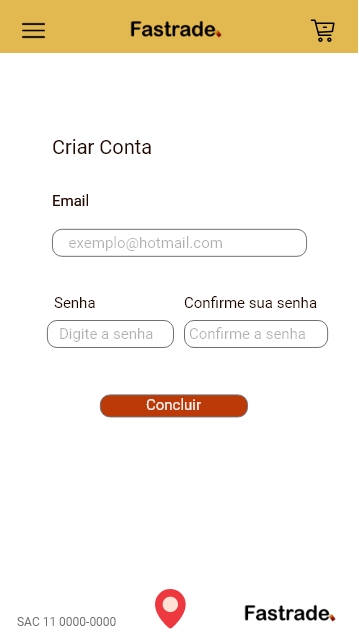 Fastrade.
Criar Conta
Email
exemplo@hotmail.com
Senha Confirme sua senha
Digite a senha Confirme a senha
Concluir
SAC 11 0000-0000 Fastrade.